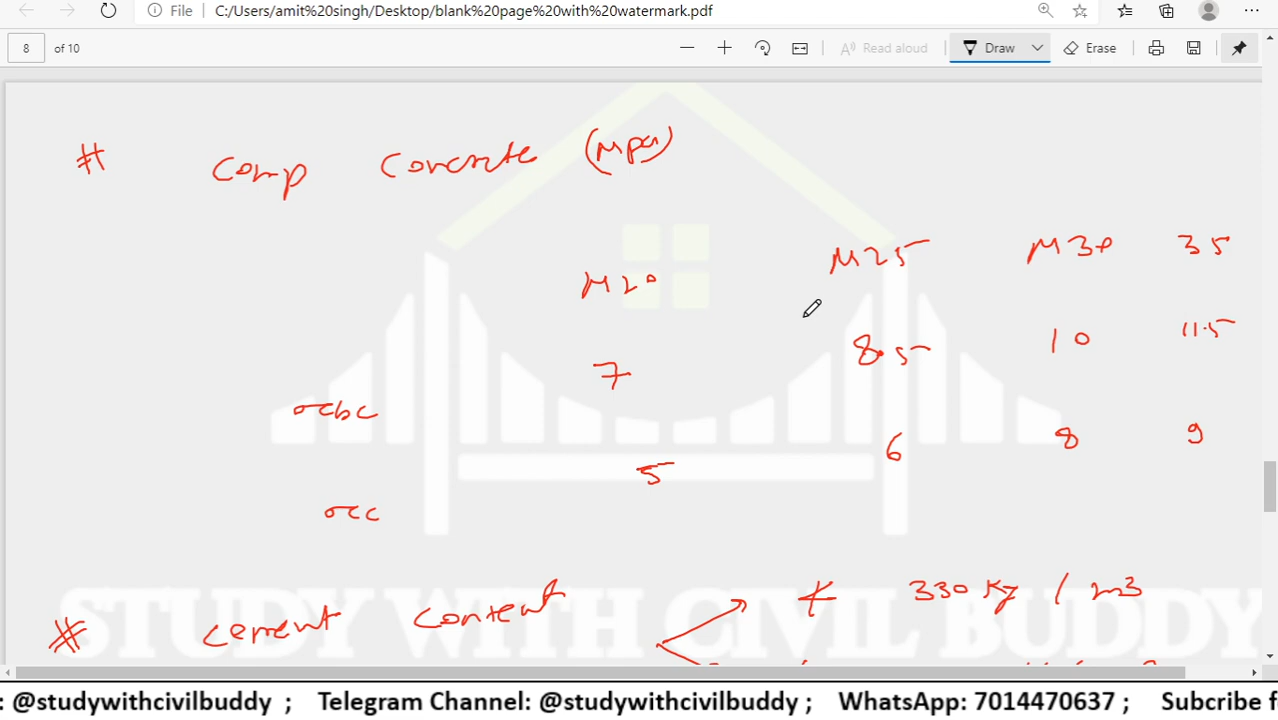 File C:/Users/amit%20singh/Desktop/blank%20page%20with%20watermark.pdf
8 of 10 Read aloud Draw Erase
# Comp Concrete (Mpa)
M20 M25 M30 35
σcbc 7 8.5 10 11.5
σcc 5 6 8 9
# cement content 330 Kg / m3
STUDY WITH CIVIL BUDDY
: @studywithcivilbuddy ; Telegram Channel: @studywithcivilbuddy ; WhatsApp: 7014470637 ; Subcribe f